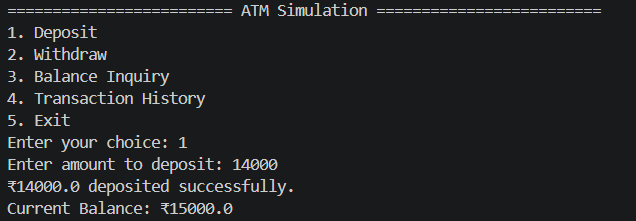 ========================= ATM Simulation =========================
1. Deposit
2. Withdraw
3. Balance Inquiry
4. Transaction History
5. Exit
Enter your choice: 1
Enter amount to deposit: 14000
₹14000.0 deposited successfully.
Current Balance: ₹15000.0